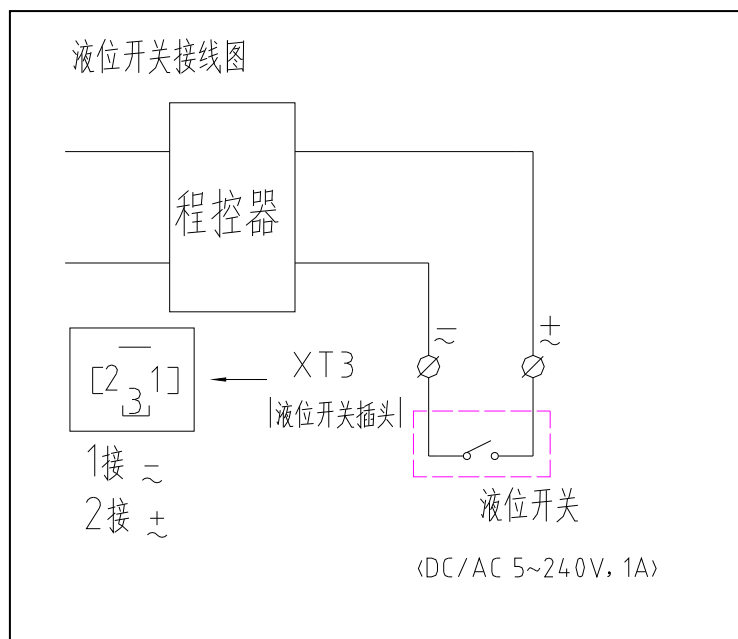 液位开关接线图
程控器
XT3
|液位开关插头|
[2 1]
3
1接 –~
2接 +~
–~
+~
液位开关
〈DC/AC 5~240V, 1A〉